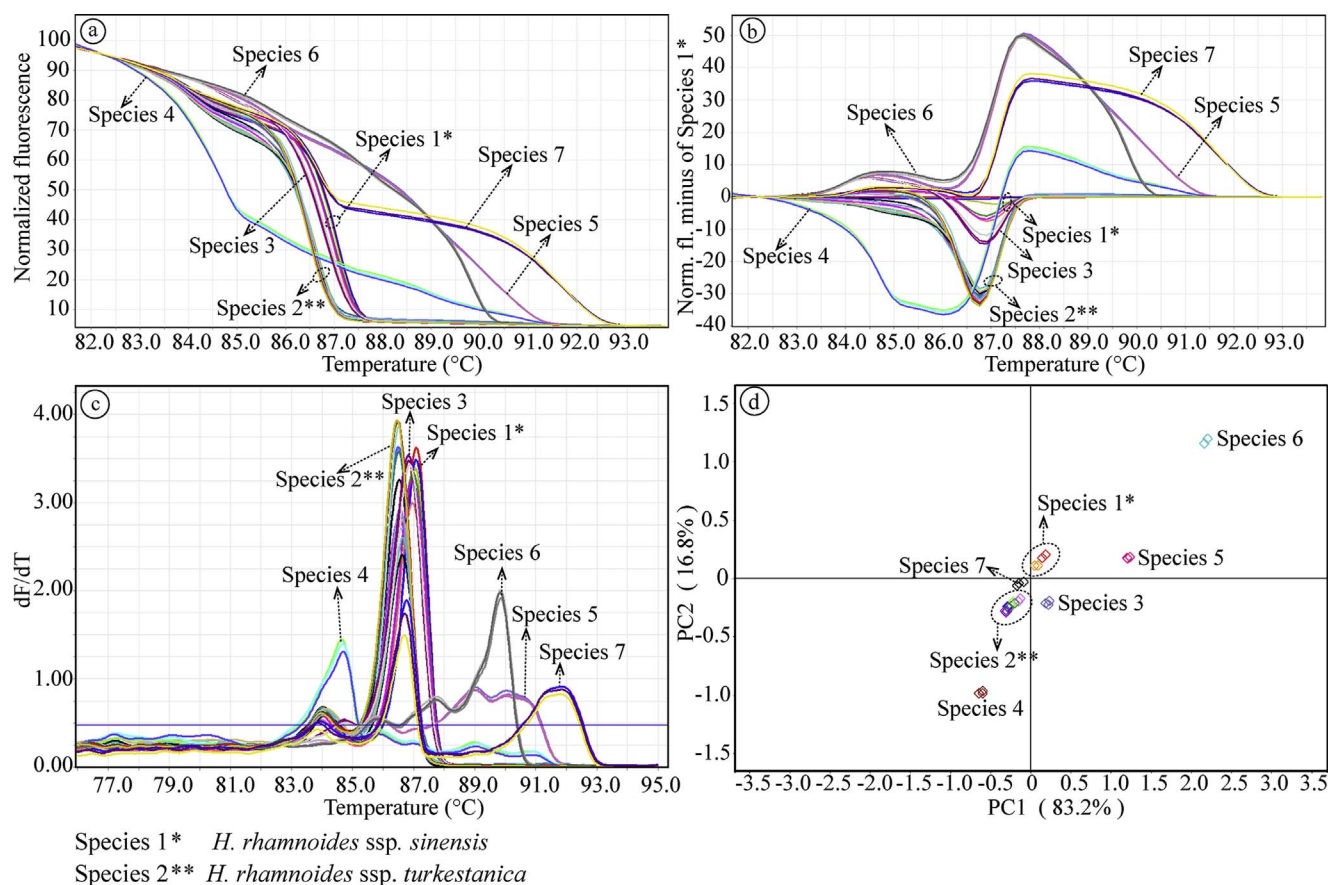 a
Normalized fluorescence
100
90
80
70
60
50
40
30
20
10
Species 6
Species 4
Species 1*
Species 7
Species 5
Species 3
Species 2**
82.0 83.0 84.0 85.0 86.0 87.0 88.0 89.0 90.0 91.0 92.0 93.0
Temperature (°C)
b
Norm. fl. minus of Species 1*
50
40
30
20
10
0
-10
-20
-30
-40
Species 7
Species 6
Species 5
Species 1*
Species 4
Species 3
Species 2**
82.0 83.0 84.0 85.0 86.0 87.0 88.0 89.0 90.0 91.0 92.0 93.0
Temperature (°C)
c
dF/dT
4.00
3.00
2.00
1.00
0.00
Species 3
Species 1*
Species 2**
Species 6
Species 4
Species 5
Species 7
77.0 79.0 81.0 83.0 85.0 87.0 89.0 91.0 93.0 95.0
Temperature (°C)
d
PC2 ( 16.8%)
1.5
1.0
0.5
0
-0.5
-1.0
-1.5
Species 6
Species 1*
Species 7
Species 5
Species 3
Species 2**
Species 4
-3.5 -3.0 -2.5 -2.0 -1.5 -1.0 -0.5 0 0.5 1.0 1.5 2.0 2.5 3.0 3.5
PC1 ( 83.2%)
Species 1* H. rhamnoides ssp. sinensis
Species 2** H. rhamnoides ssp. turkestanica